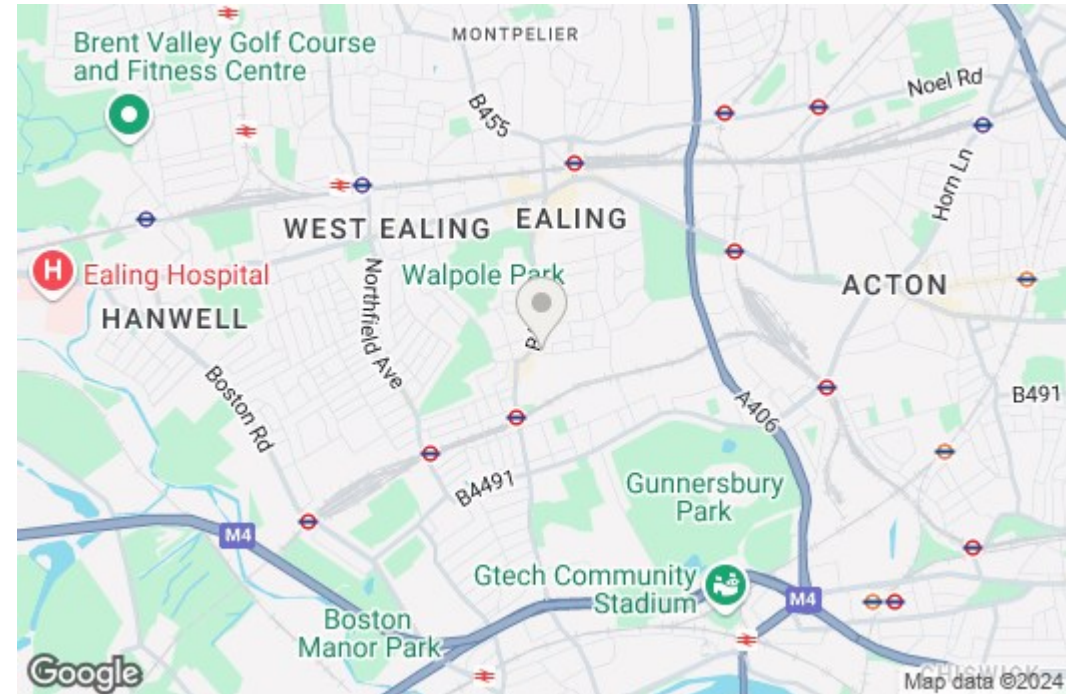 MONTPELIER
Brent Valley Golf Course
and Fitness Centre
Noel Rd
B455
Horn Ln
WEST EALING
EALING
H
Ealing Hospital
Walpole Park
ACTON
HANWELL
Northfield Ave
Boston Rd
B491
A406
B4491
Gunnersbury
Park
M4
Gtech Community
Stadium
M4
Boston
Manor Park
CHISWICK
Google
Map data ©2024